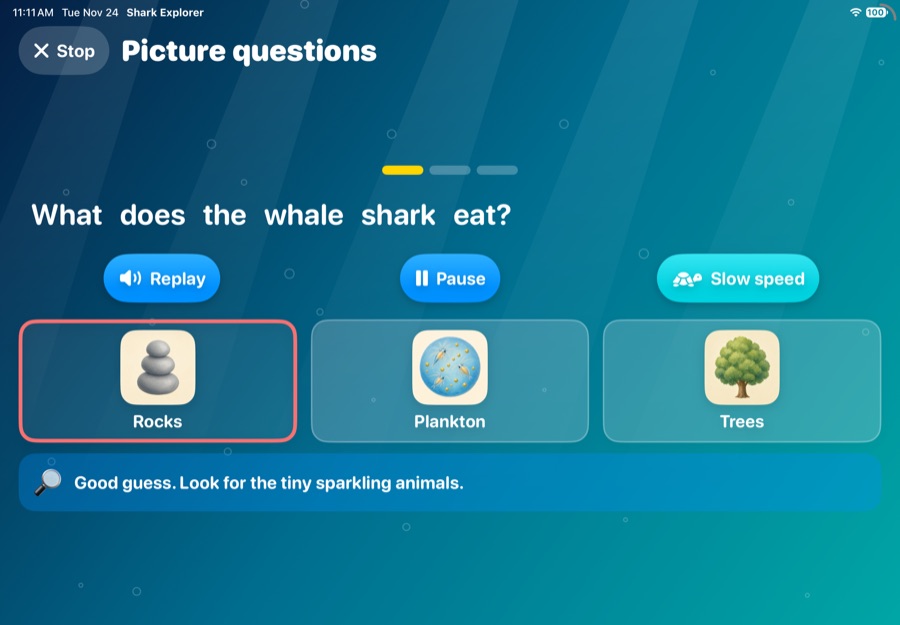 11:11 AM Tue Nov 24 Shark Explorer
100
Stop
Picture questions
What does the whale shark eat?
Replay
Pause
Slow speed
Rocks
Plankton
Trees
Good guess. Look for the tiny sparkling animals.